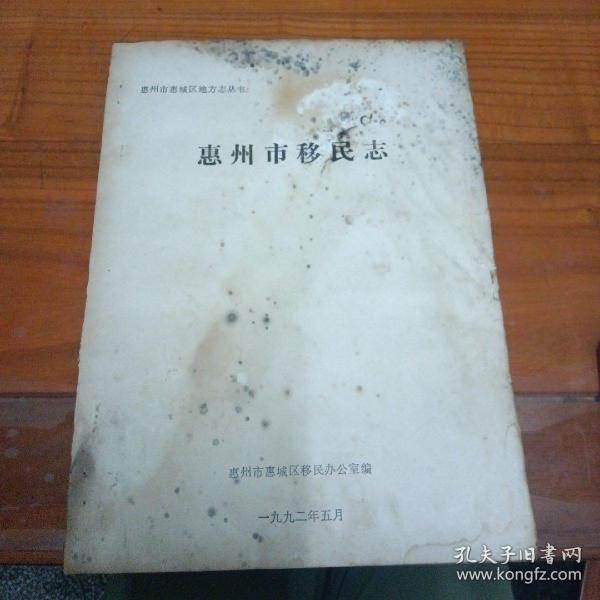 惠州市惠城区地方志丛书:
惠州市移民志
惠州市惠城区移民办公室编
一九九二年五月
孔夫子旧书网
www.kongfz.com